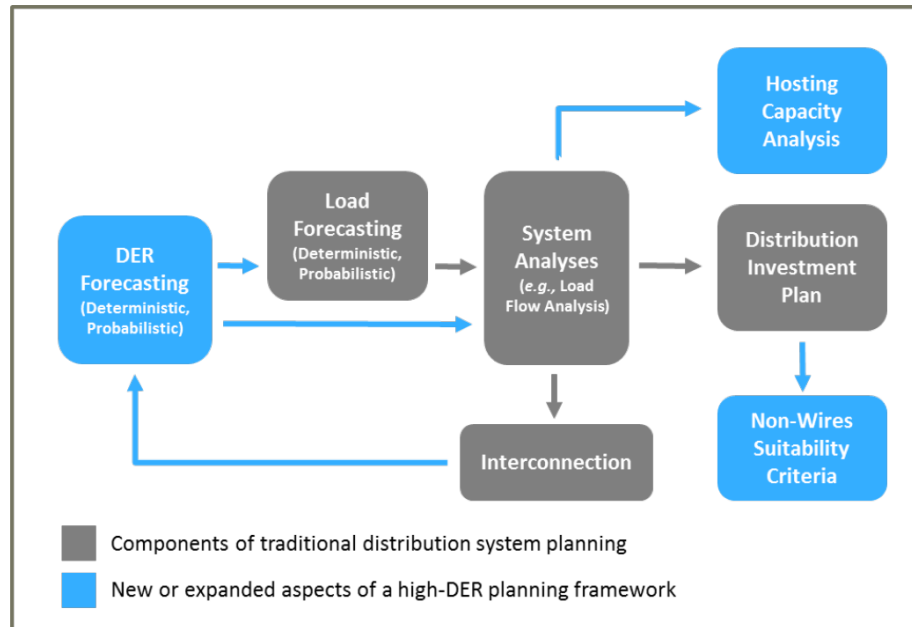 Hosting
Capacity
Analysis
Load
Forecasting
(Deterministic,
Probabilistic)
System
Analyses
(e.g., Load
Flow Analysis)
Distribution
Investment
Plan
DER
Forecasting
(Deterministic,
Probabilistic)
Interconnection
Non-Wires
Suitability
Criteria
Components of traditional distribution system planning
New or expanded aspects of a high-DER planning framework